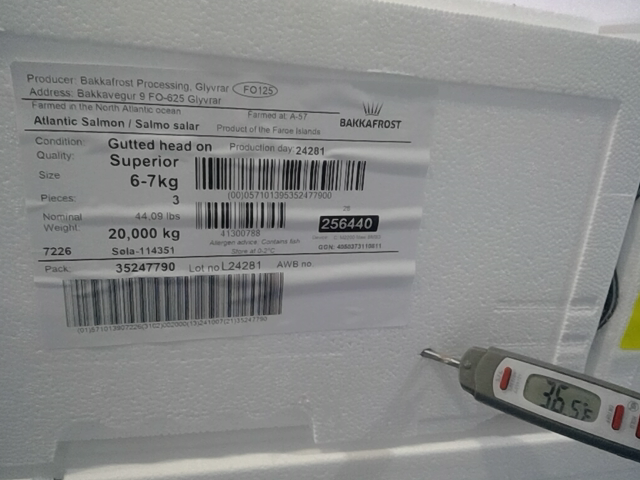 Producer: Bakkafrost Processing, Glyvrar FO125
Address: Bakkavegur 9 FO-625 Glyvrar
Farmed in the North Atlantic ocean Farmed at: A-57
BAKKAFROST
Atlantic Salmon / Salmo salar Product of the Faroe Islands
Condition: Gutted head on Production day: 24281
Quality: Superior
Size 6-7kg
(00)057101395352477900
Pieces: 3
Nominal 44,09 lbs
Weight: 20,000 kg
41300788
256440
Allergen advice: Contains fish
Store at 0-2°C
7226 Søla-114351
Pack: 35247790 Lot no L24281 AWB no.
36.5°F